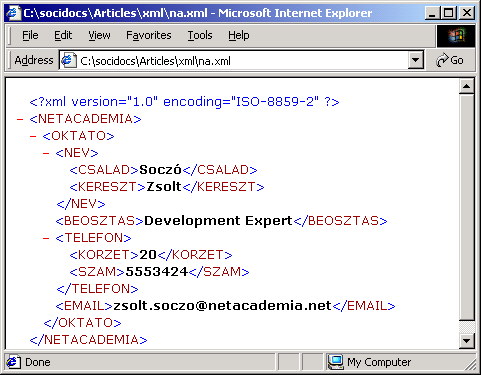 C:\socidocs\Articles\xml\na.xml - Microsoft Internet Explorer
File Edit View Favorites Tools Help
Address C:\socidocs\Articles\xml\na.xml Go
<?xml version="1.0" encoding="ISO-8859-2" ?>
- <NETACADEMIA>
- <OKTATO>
- <NEV>
<CSALAD>Soczó</CSALAD>
<KERESZT>Zsolt</KERESZT>
</NEV>
<BEOSZTAS>Development Expert</BEOSZTAS>
- <TELEFON>
<KORZET>20</KORZET>
<SZAM>5553424</SZAM>
</TELEFON>
<EMAIL>zsolt.soczo@netacademia.net</EMAIL>
</OKTATO>
</NETACADEMIA>
Done My Computer